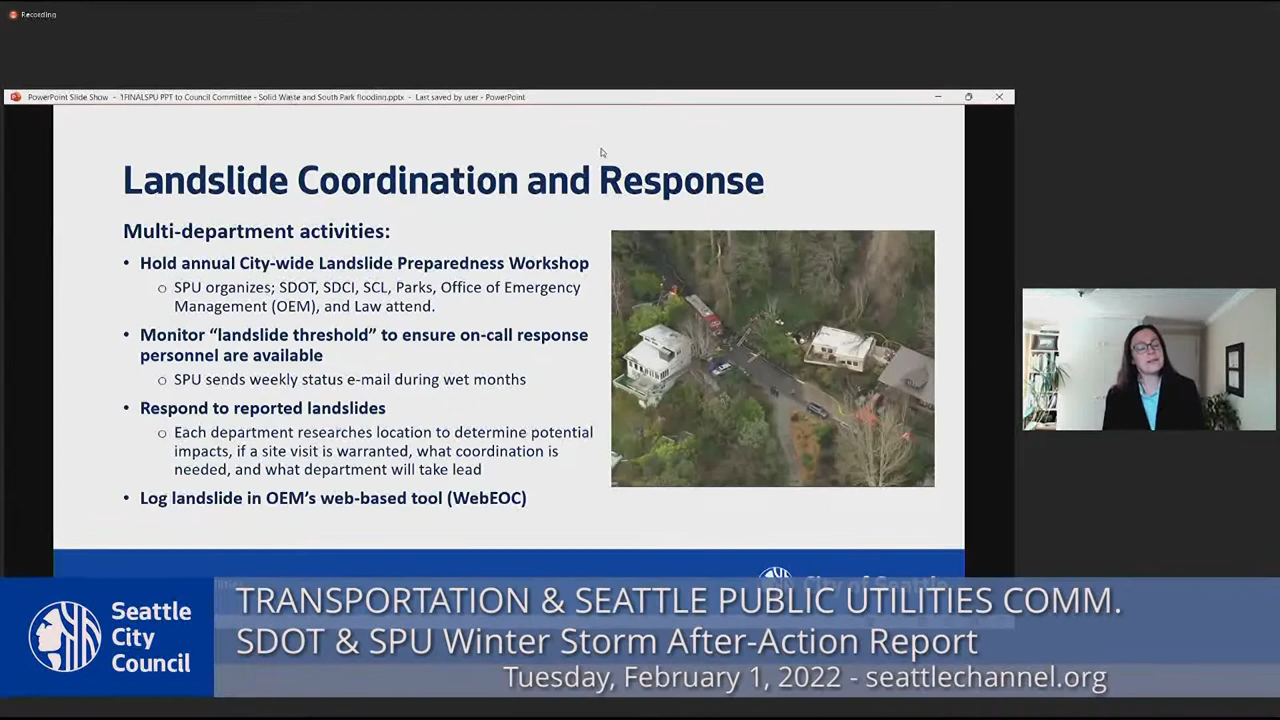 Recording
PowerPoint Slide Show - 1FINALSPU PPT to Council Committee - Solid Waste and South Park flooding.pptx - Last saved by user - PowerPoint
Landslide Coordination and Response
Multi-department activities:
• Hold annual City-wide Landslide Preparedness Workshop
o SPU organizes; SDOT, SDCI, SCL, Parks, Office of Emergency
Management (OEM), and Law attend.
• Monitor “landslide threshold” to ensure on-call response
personnel are available
o SPU sends weekly status e-mail during wet months
• Respond to reported landslides
o Each department researches location to determine potential
impacts, if a site visit is warranted, what coordination is
needed, and what department will take lead
• Log landslide in OEM’s web-based tool (WebEOC)
City of Seattle
Seattle
City
Council
TRANSPORTATION & SEATTLE PUBLIC UTILITIES COMM.
SDOT & SPU Winter Storm After-Action Report
Tuesday, February 1, 2022 - seattlechannel.org